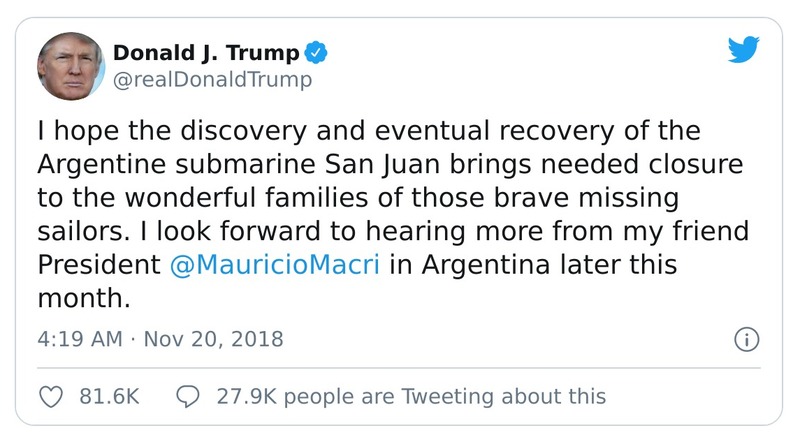 Donald J. Trump
@realDonaldTrump
I hope the discovery and eventual recovery of the
Argentine submarine San Juan brings needed closure
to the wonderful families of those brave missing
sailors. I look forward to hearing more from my friend
President @MauricioMacri in Argentina later this
month.
4:19 AM · Nov 20, 2018
81.6K 27.9K people are Tweeting about this